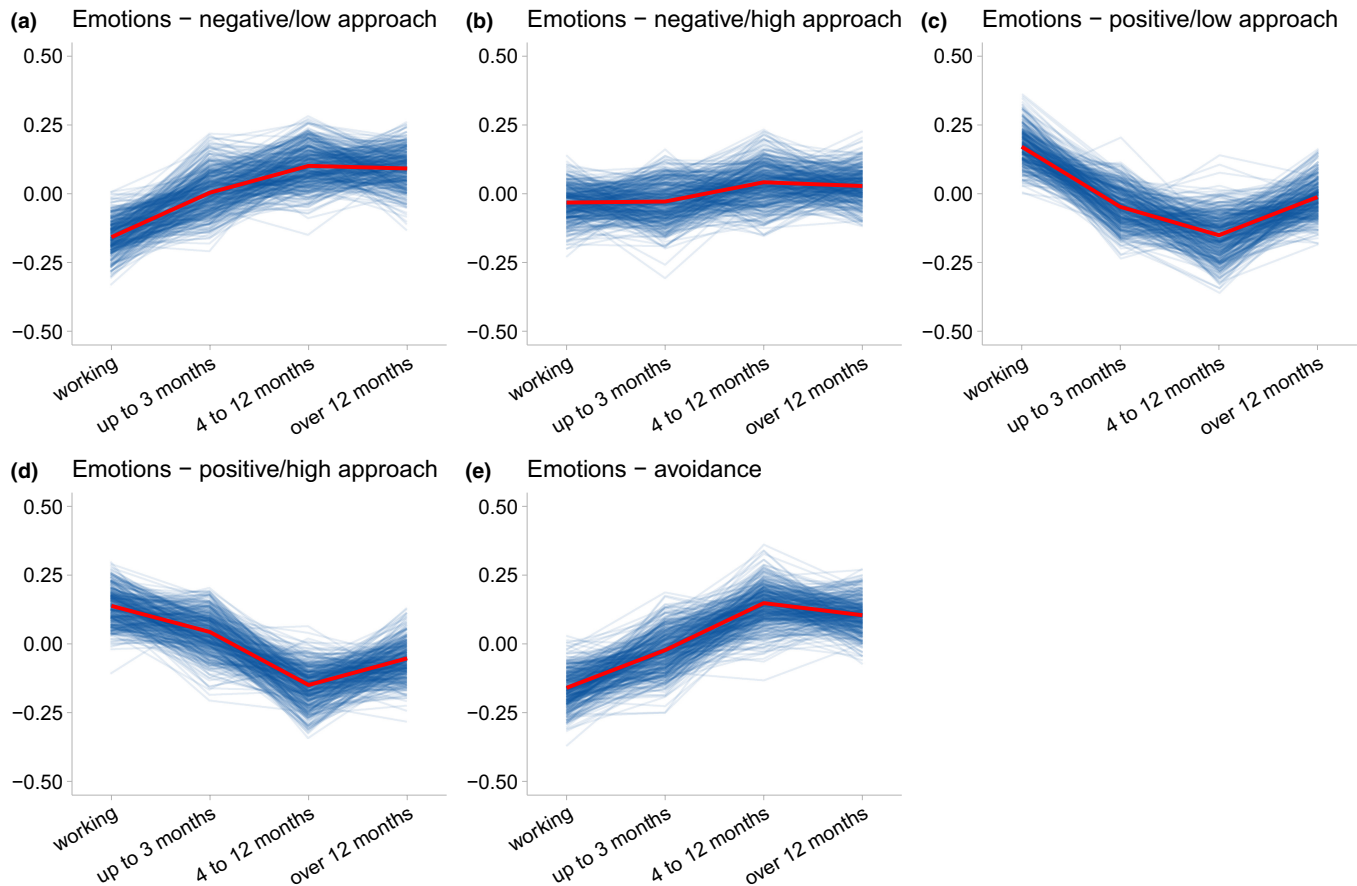 (a) Emotions − negative/low approach
0.50
0.25
0.00
−0.25
−0.50
working
up to 3 months
4 to 12 months
over 12 months
(b) Emotions − negative/high approach
0.50
0.25
0.00
−0.25
−0.50
working
up to 3 months
4 to 12 months
over 12 months
(c) Emotions − positive/low approach
0.50
0.25
0.00
−0.25
−0.50
working
up to 3 months
4 to 12 months
over 12 months
(d) Emotions − positive/high approach
0.50
0.25
0.00
−0.25
−0.50
working
up to 3 months
4 to 12 months
over 12 months
(e) Emotions − avoidance
0.50
0.25
0.00
−0.25
−0.50
working
up to 3 months
4 to 12 months
over 12 months